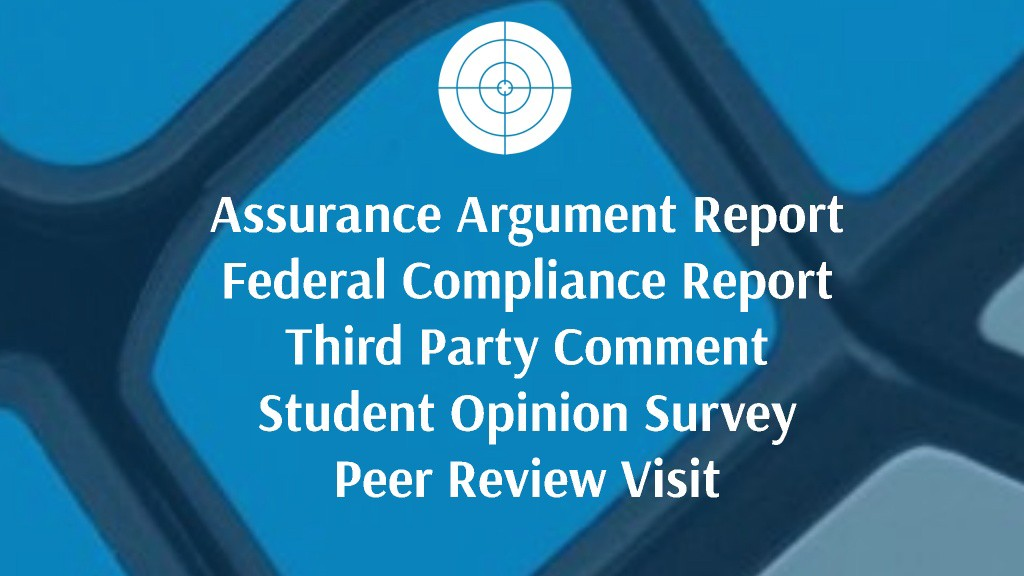 Assurance Argument Report
Federal Compliance Report
Third Party Comment
Student Opinion Survey
Peer Review Visit